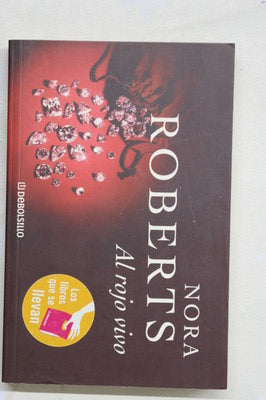 NORA
ROBERTS
Al rojo vivo
DEBOLSILLO
Los
libros
que se
llevan